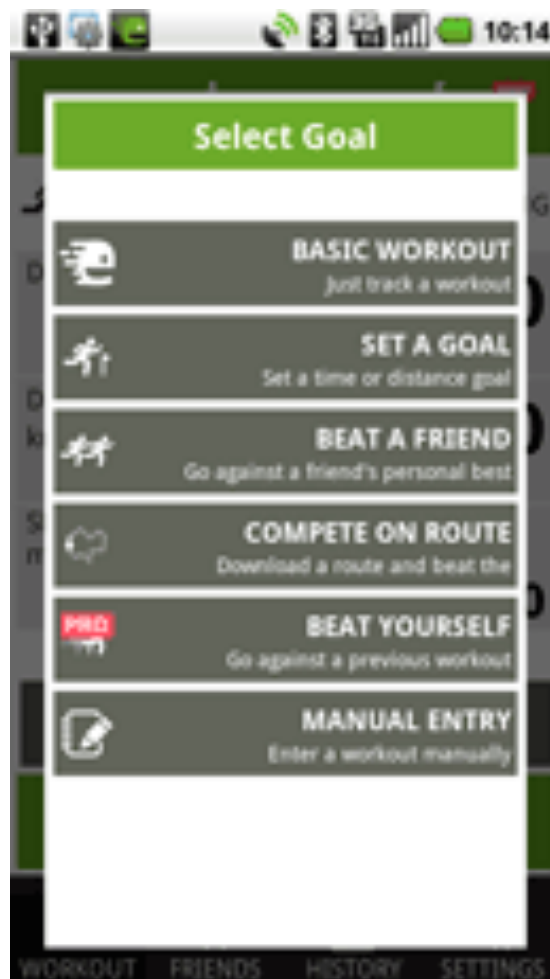 10:14
Select Goal
BASIC WORKOUT
Just track a workout
SET A GOAL
Set a time or distance goal
BEAT A FRIEND
Go against a friend's personal best
COMPETE ON ROUTE
Download a route and beat the
PRO
BEAT YOURSELF
Go against a previous workout
MANUAL ENTRY
Enter a workout manually
WORKOUT FRIENDS HISTORY SETTINGS